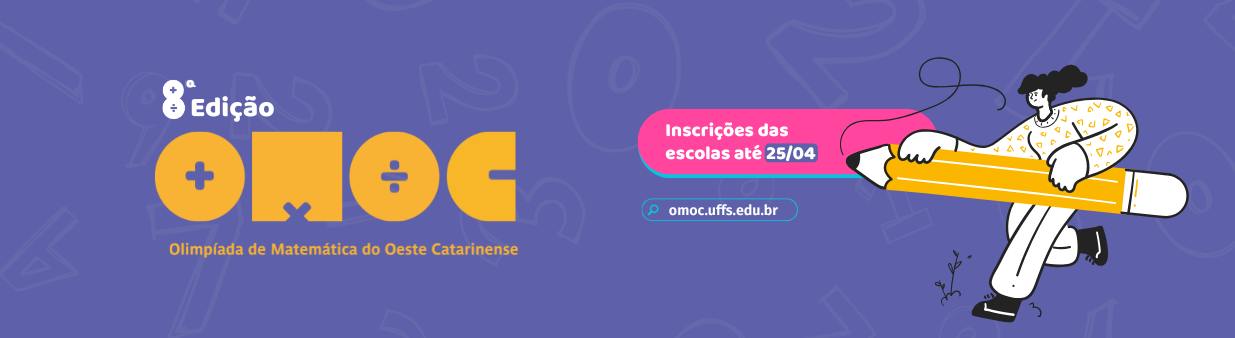 8ª Edição
OMOC
Olimpíada de Matemática do Oeste Catarinense
Inscrições das
escolas até 25/04
omoc.uffs.edu.br